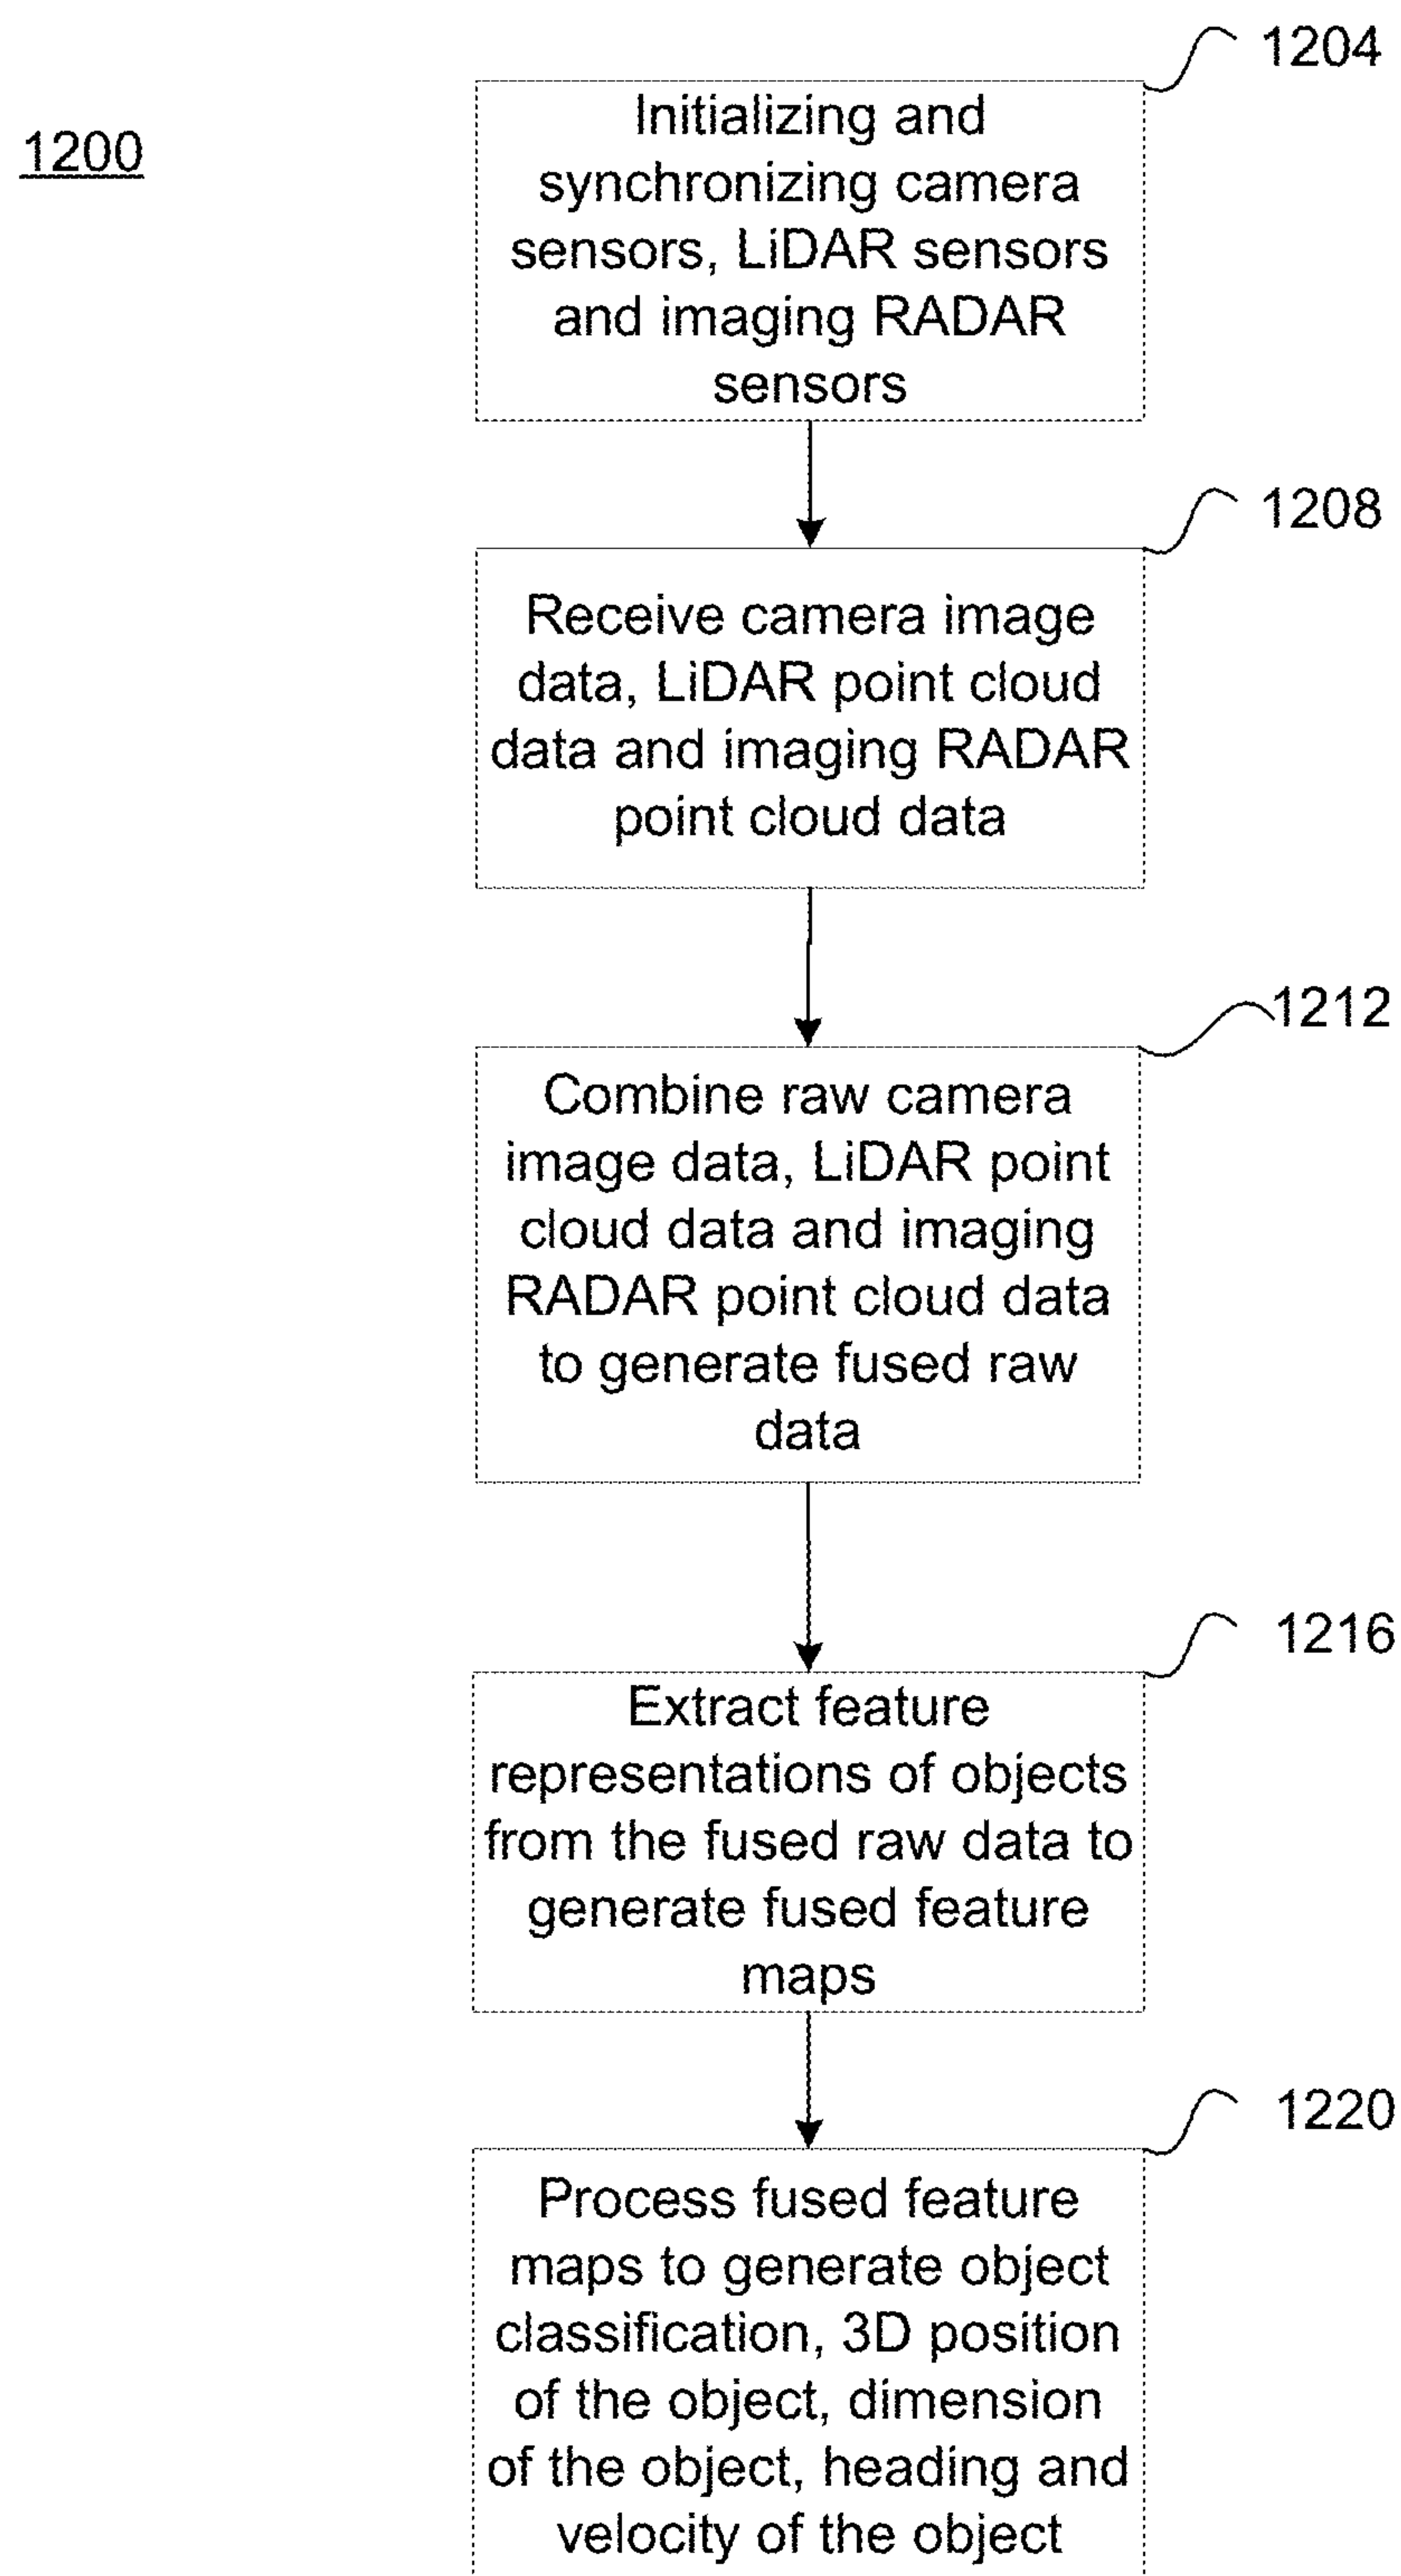 1200
1204
Initializing and
synchronizing camera
sensors, LiDAR sensors
and imaging RADAR
sensors
1208
Receive camera image
data, LiDAR point cloud
data and imaging RADAR
point cloud data
1212
Combine raw camera
image data, LiDAR point
cloud data and imaging
RADAR point cloud data
to generate fused raw
data
1216
Extract feature
representations of objects
from the fused raw data to
generate fused feature
maps
1220
Process fused feature
maps to generate object
classification, 3D position
of the object, dimension
of the object, heading and
velocity of the object